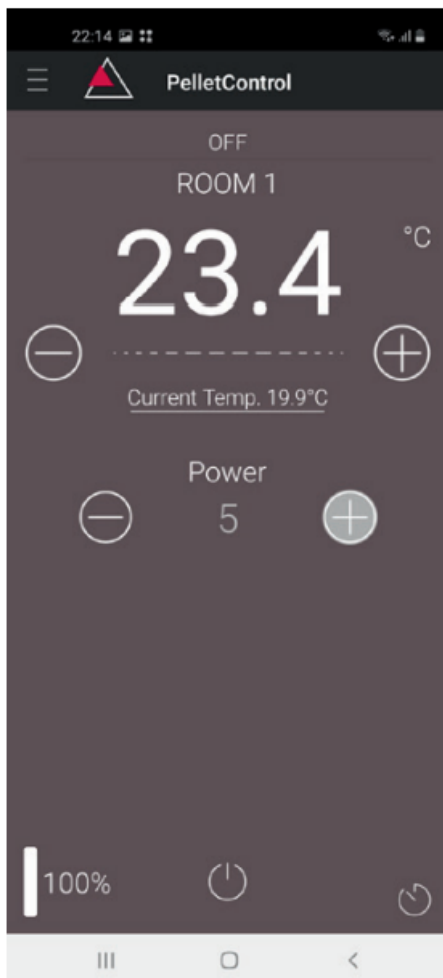 22:14
PelletControl
OFF
ROOM 1
23.4 °C
Current Temp. 19.9°C
Power
5
100%